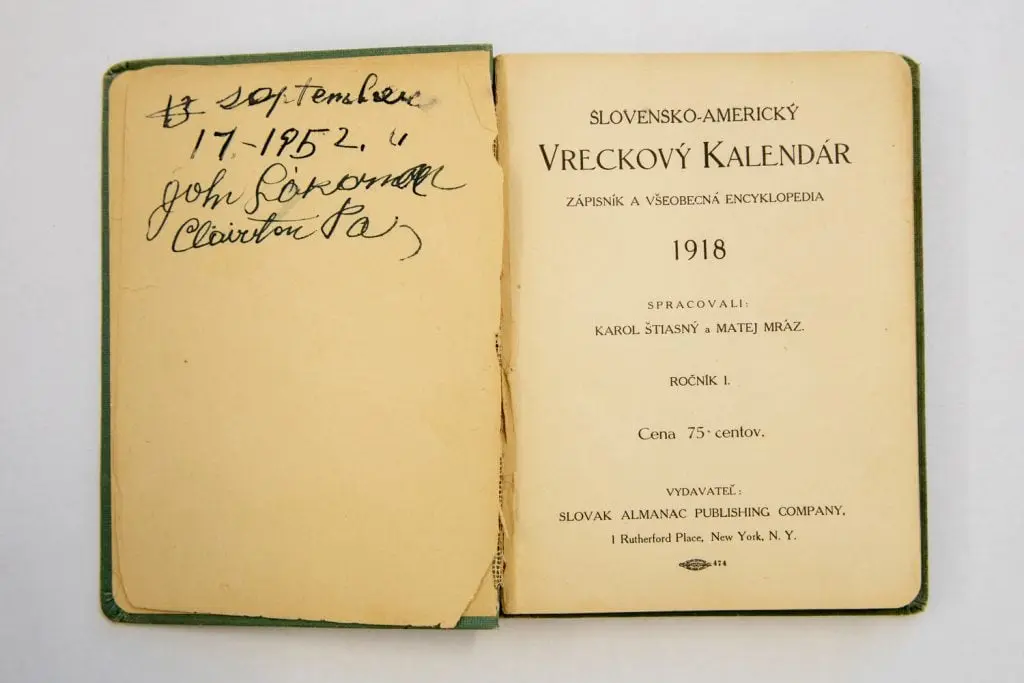 september
17.-1952. "
John
Clairton Pa
SLOVENSKO-AMERICKÝ
VRECKOVÝ KALENDÁR
ZÁPISNÍK A VŠEOBECNÁ ENCYKLOPEDIA
1918
SPRACOVALI:
KAROL ŠTIASNÝ a MATEJ MRÁZ.
ROČNÍK I.
Cena 75 centov.
VYDAVATEĽ:
SLOVAK ALMANAC PUBLISHING COMPANY,
1 Rutherford Place, New York, N. Y.
474